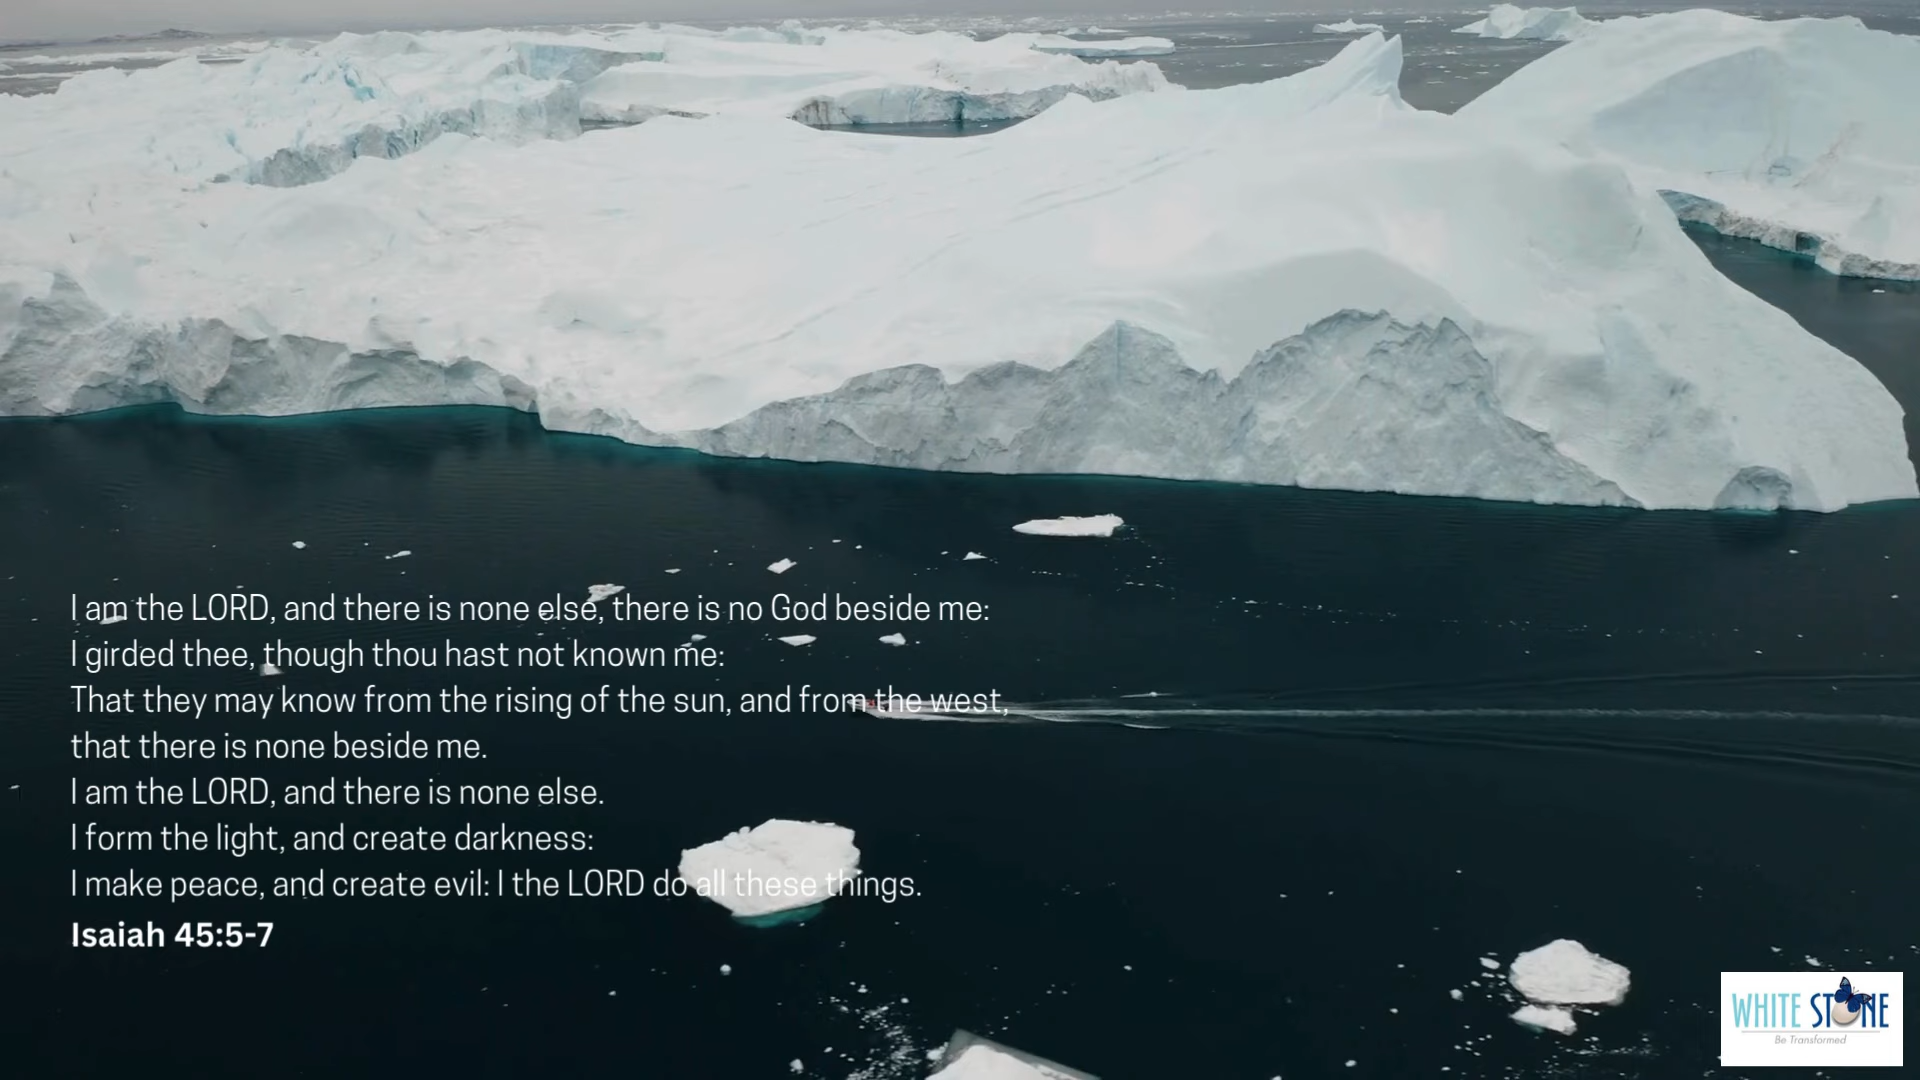 I am the LORD, and there is none else, there is no God beside me:
I girded thee, though thou hast not known me:
That they may know from the rising of the sun, and from the west,
that there is none beside me.
I am the LORD, and there is none else.
I form the light, and create darkness:
I make peace, and create evil: I the LORD do all these things.
Isaiah 45:5-7
WHITE STONE
Be Transformed